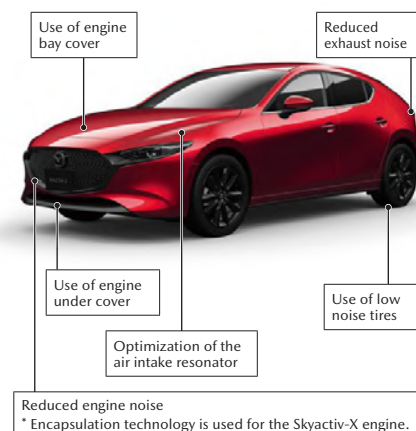 Use of engine
bay cover
Reduced
exhaust noise
Use of engine
under cover
Use of low
noise tires
Optimization of the
air intake resonator
Reduced engine noise
* Encapsulation technology is used for the Skyactiv-X engine.